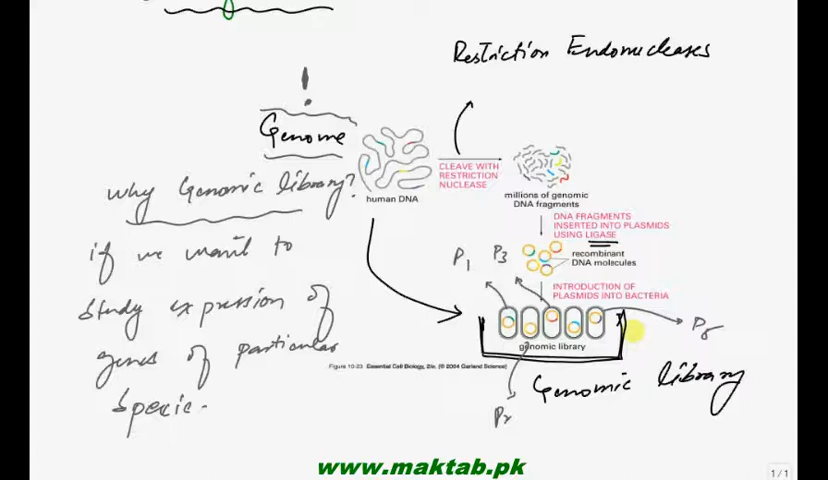 Restriction Endonucleases
!
Genome
CLEAVE WITH
RESTRICTION
NUCLEASE
human DNA
millions of genomic
DNA fragments
why Genomic library?
DNA FRAGMENTS
INSERTED INTO PLASMIDS
USING LIGASE
if we want to
P1 P3
recombinant
DNA molecules
INTRODUCTION OF
PLASMIDS INTO BACTERIA
study expression of
genes of particular
specie.
genomic library
Figure 10-23 Essential Cell Biology, 2/e. (© 2004 Garland Science)
Genomic library
www.maktab.pk
1 / 1